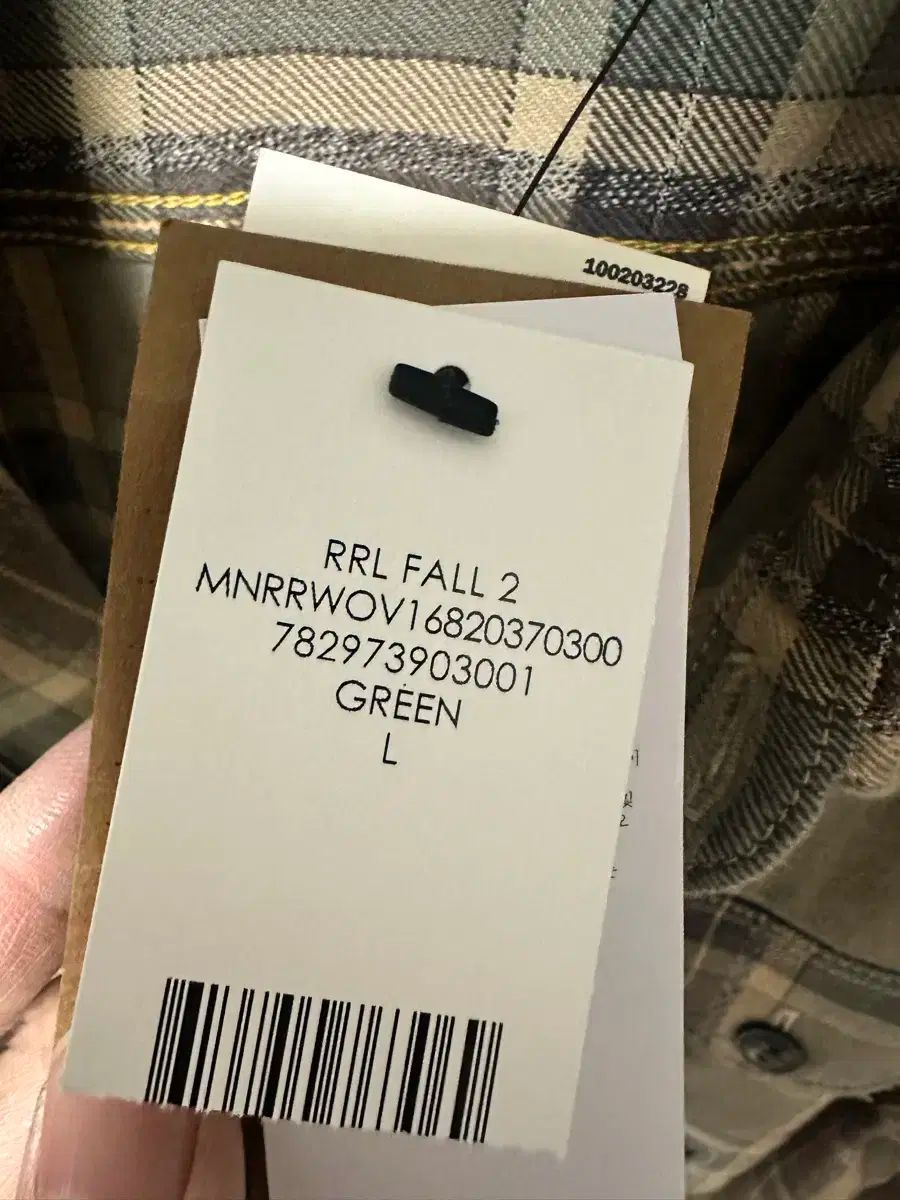 100203228
RRL FALL 2
MNRRWOV16820370300
782973903001
GREEN
L